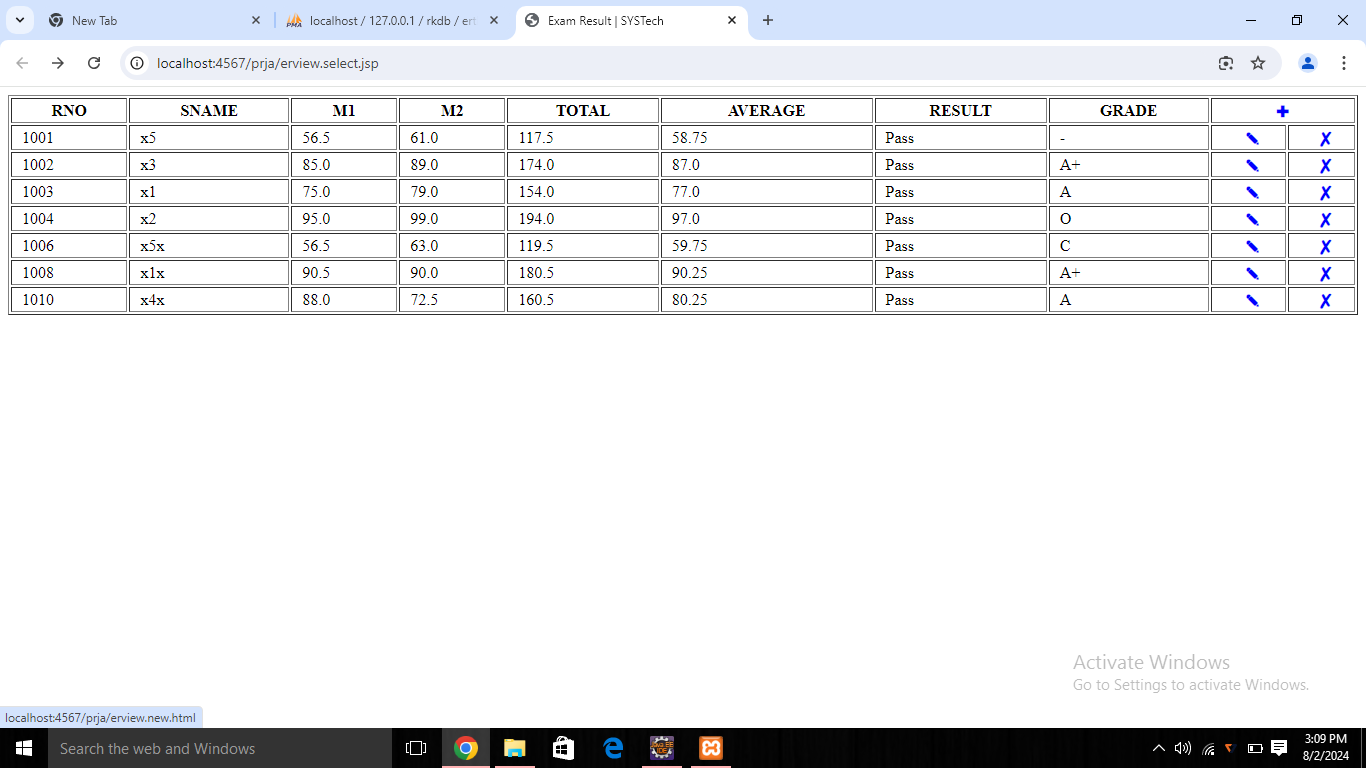 New Tab
localhost / 127.0.0.1 / rkdb / ert
Exam Result | SYSTech
localhost:4567/prja/erview.select.jsp
RNO SNAME M1 M2 TOTAL AVERAGE RESULT GRADE
1001 x5 56.5 61.0 117.5 58.75 Pass -
1002 x3 85.0 89.0 174.0 87.0 Pass A+
1003 x1 75.0 79.0 154.0 77.0 Pass A
1004 x2 95.0 99.0 194.0 97.0 Pass O
1006 x5x 56.5 63.0 119.5 59.75 Pass C
1008 x1x 90.5 90.0 180.5 90.25 Pass A+
1010 x4x 88.0 72.5 160.5 80.25 Pass A
Activate Windows
Go to Settings to activate Windows.
localhost:4567/prja/erview.new.html
Search the web and Windows
3:09 PM
8/2/2024